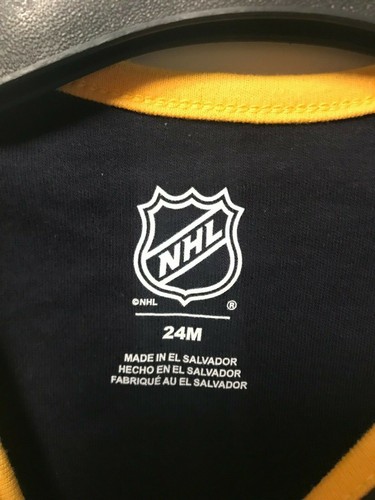 NHL
©NHL ®
24M
MADE IN EL SALVADOR
HECHO EN EL SALVADOR
FABRIQUÉ AU EL SALVADOR